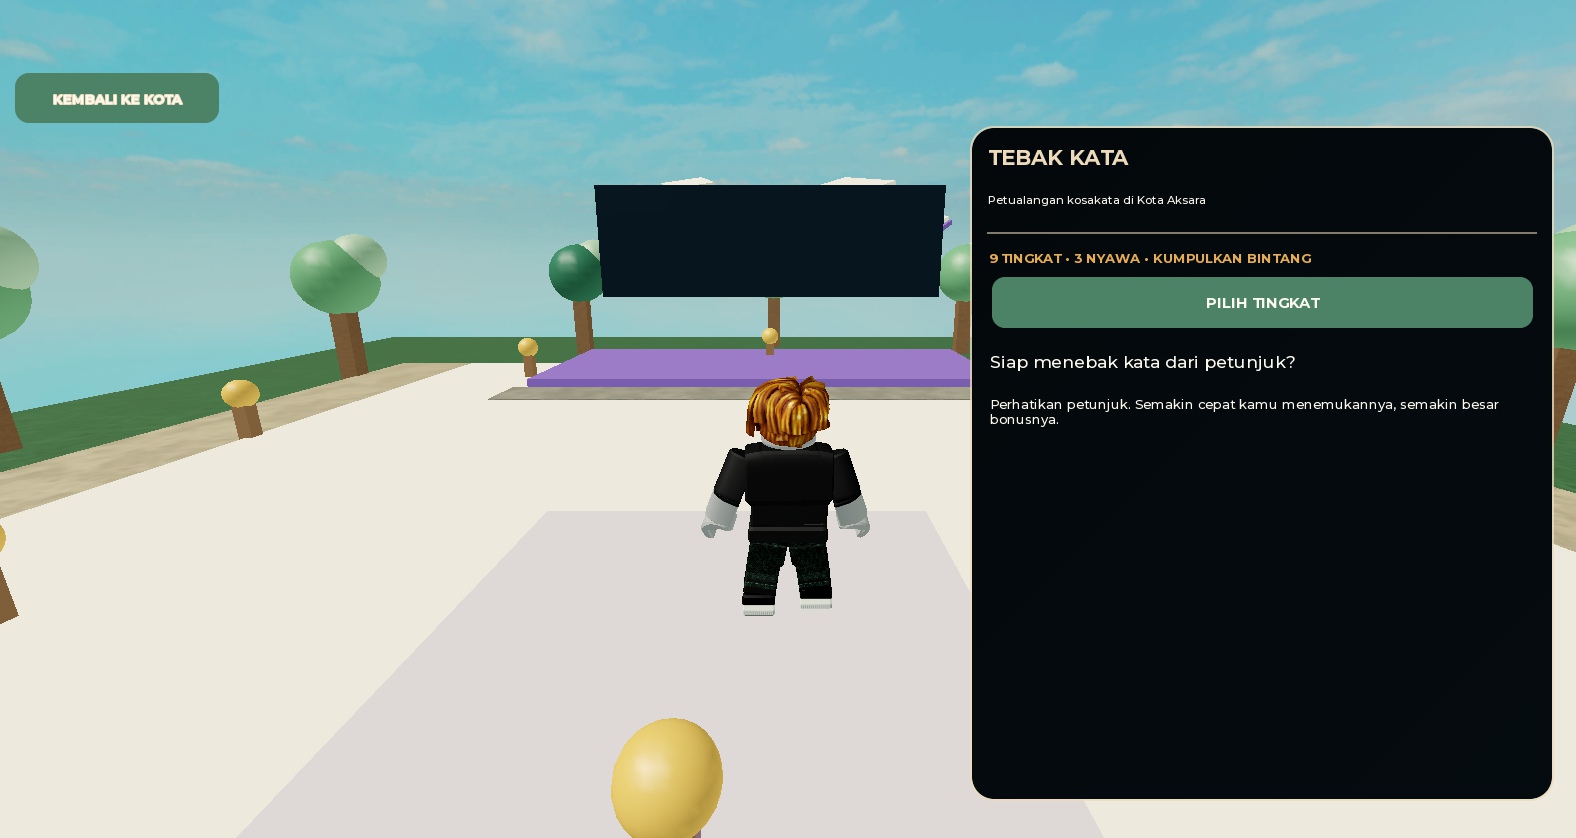 KEMBALI KE KOTA
TEBAK KATA
Petualangan kosakata di Kota Aksara
9 TINGKAT • 3 NYAWA • KUMPULKAN BINTANG
PILIH TINGKAT
Siap menebak kata dari petunjuk?
Perhatikan petunjuk. Semakin cepat kamu menemukannya, semakin besar
bonusnya.